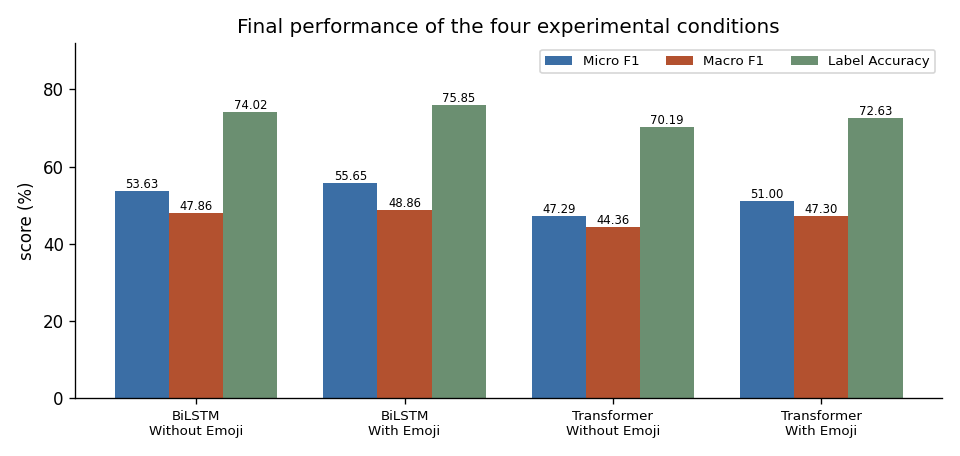 Final performance of the four experimental conditions
Micro F1 Macro F1 Label Accuracy
score (%)
80
60
40
20
0
53.63 47.86 74.02
55.65 48.86 75.85
47.29 44.36 70.19
51.00 47.30 72.63
BiLSTM
Without Emoji
BiLSTM
With Emoji
Transformer
Without Emoji
Transformer
With Emoji